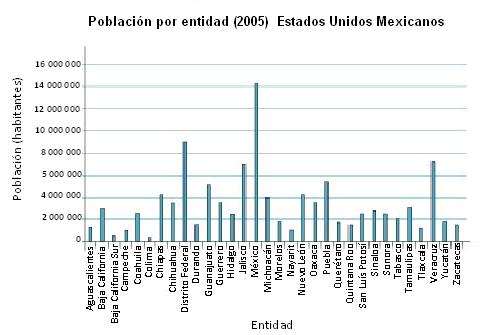 Población por entidad (2005)  Estados Unidos Mexicanos
Población (habitantes)
16 000 000
14 000 000
12 000 000
10 000 000
8 000 000
6 000 000
4 000 000
2 000 000
0
Aguascalientes
Baja California
Baja California Sur
Campeche
Coahuila
Colima
Chiapas
Chihuahua
Distrito Federal
Durando
Guanajuato
Guerrero
Hidalgo
Jalisco
México
Michoacán
Morelos
Nayarit
Nuevo León
Oaxaca
Puebla
Querétaro
Quintana Roo
San Luis Potosí
Sinaloa
Sonora
Tabasco
Tamaulipas
Tlaxcala
Veracruz
Yucatán
Zacatecas
Entidad